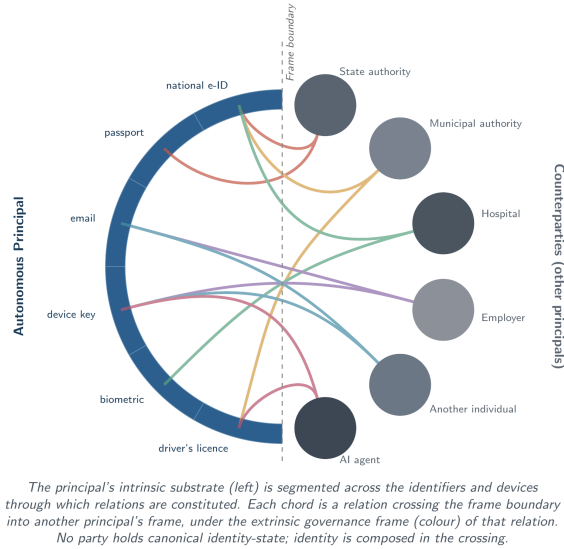 Frame boundary
State authority
national e-ID
Municipal authority
passport
Autonomous Principal
Counterparties (other principals)
email
Hospital
device key
Employer
biometric
Another individual
driver's licence
AI agent
The principal's intrinsic substrate (left) is segmented across the identifiers and devices
through which relations are constituted. Each chord is a relation crossing the frame boundary
into another principal's frame, under the extrinsic governance frame (colour) of that relation.
No party holds canonical identity-state; identity is composed in the crossing.